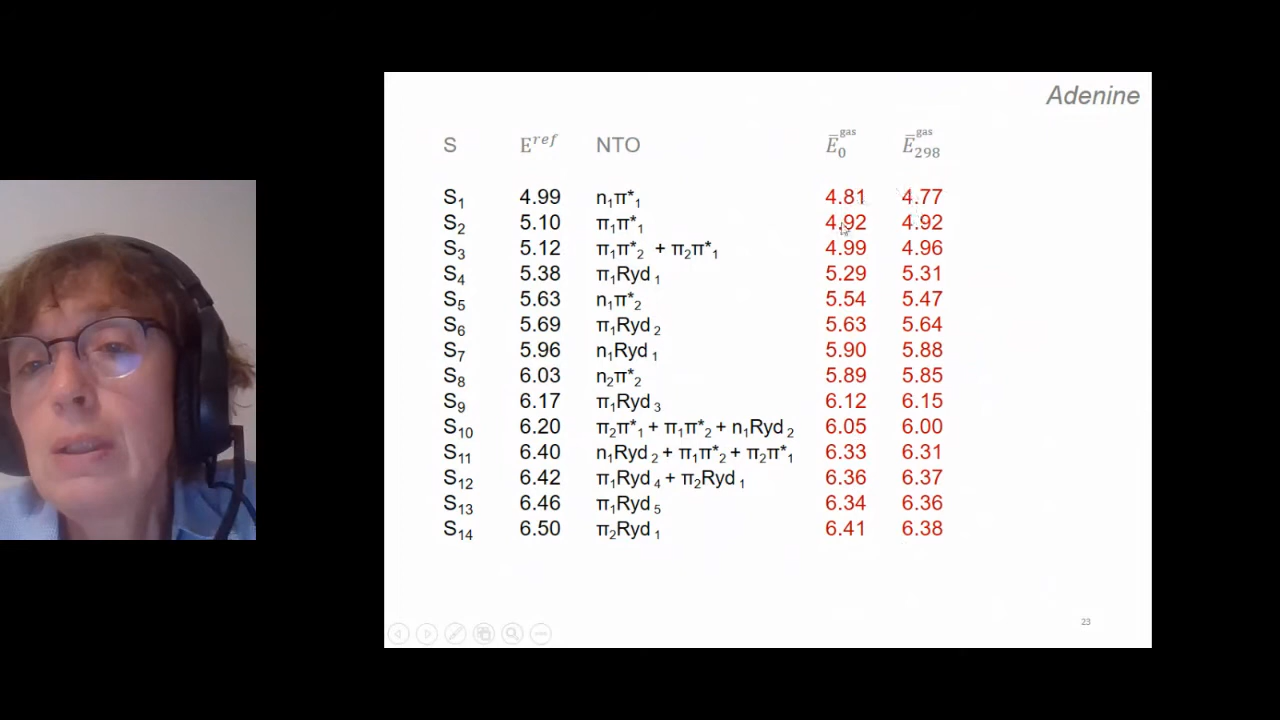 Adenine
S E^ref NTO Ē₀^gas Ē₂₉₈^gas
S₁ 4.99 n₁π*₁ 4.81 4.77
S₂ 5.10 π₁π*₁ 4.92 4.92
S₃ 5.12 π₁π*₂ + π₂π*₁ 4.99 4.96
S₄ 5.38 π₁Ryd₁ 5.29 5.31
S₅ 5.63 n₁π*₂ 5.54 5.47
S₆ 5.69 π₁Ryd₂ 5.63 5.64
S₇ 5.96 n₁Ryd₁ 5.90 5.88
S₈ 6.03 n₂π*₂ 5.89 5.85
S₉ 6.17 π₁Ryd₃ 6.12 6.15
S₁₀ 6.20 π₂π*₁ + π₁π*₂ + n₁Ryd₂ 6.05 6.00
S₁₁ 6.40 n₁Ryd₂ + π₁π*₂ + π₂π*₁ 6.33 6.31
S₁₂ 6.42 π₁Ryd₄ + π₂Ryd₁ 6.36 6.37
S₁₃ 6.46 π₁Ryd₅ 6.34 6.36
S₁₄ 6.50 π₂Ryd₁ 6.41 6.38
23